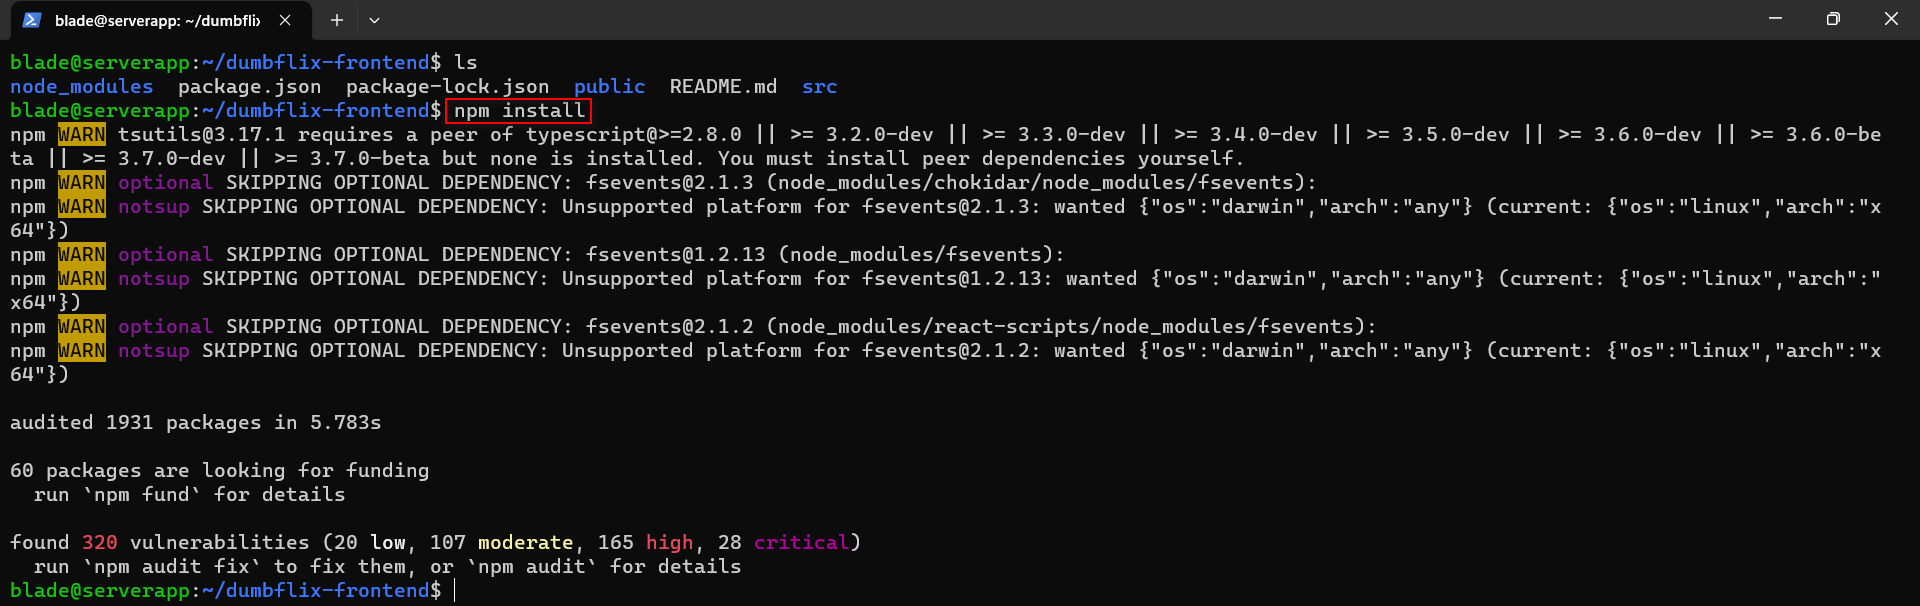 blade@serverapp: ~/dumbflix
blade@serverapp:~/dumbflix-frontend$ ls
node_modules  package.json  package-lock.json  public  README.md  src
blade@serverapp:~/dumbflix-frontend$ npm install
npm WARN tsutils@3.17.1 requires a peer of typescript@>=2.8.0 || >= 3.2.0-dev || >= 3.3.0-dev || >= 3.4.0-dev || >= 3.5.0-dev || >= 3.6.0-dev || >= 3.6.0-be
ta || >= 3.7.0-dev || >= 3.7.0-beta but none is installed. You must install peer dependencies yourself.
npm WARN optional SKIPPING OPTIONAL DEPENDENCY: fsevents@2.1.3 (node_modules/chokidar/node_modules/fsevents):
npm WARN notsup SKIPPING OPTIONAL DEPENDENCY: Unsupported platform for fsevents@2.1.3: wanted {"os":"darwin","arch":"any"} (current: {"os":"linux","arch":"x
64"})
npm WARN optional SKIPPING OPTIONAL DEPENDENCY: fsevents@1.2.13 (node_modules/fsevents):
npm WARN notsup SKIPPING OPTIONAL DEPENDENCY: Unsupported platform for fsevents@1.2.13: wanted {"os":"darwin","arch":"any"} (current: {"os":"linux","arch":"
x64"})
npm WARN optional SKIPPING OPTIONAL DEPENDENCY: fsevents@2.1.2 (node_modules/react-scripts/node_modules/fsevents):
npm WARN notsup SKIPPING OPTIONAL DEPENDENCY: Unsupported platform for fsevents@2.1.2: wanted {"os":"darwin","arch":"any"} (current: {"os":"linux","arch":"x
64"})
audited 1931 packages in 5.783s
60 packages are looking for funding
  run `npm fund` for details
found 320 vulnerabilities (20 low, 107 moderate, 165 high, 28 critical)
  run `npm audit fix` to fix them, or `npm audit` for details
blade@serverapp:~/dumbflix-frontend$